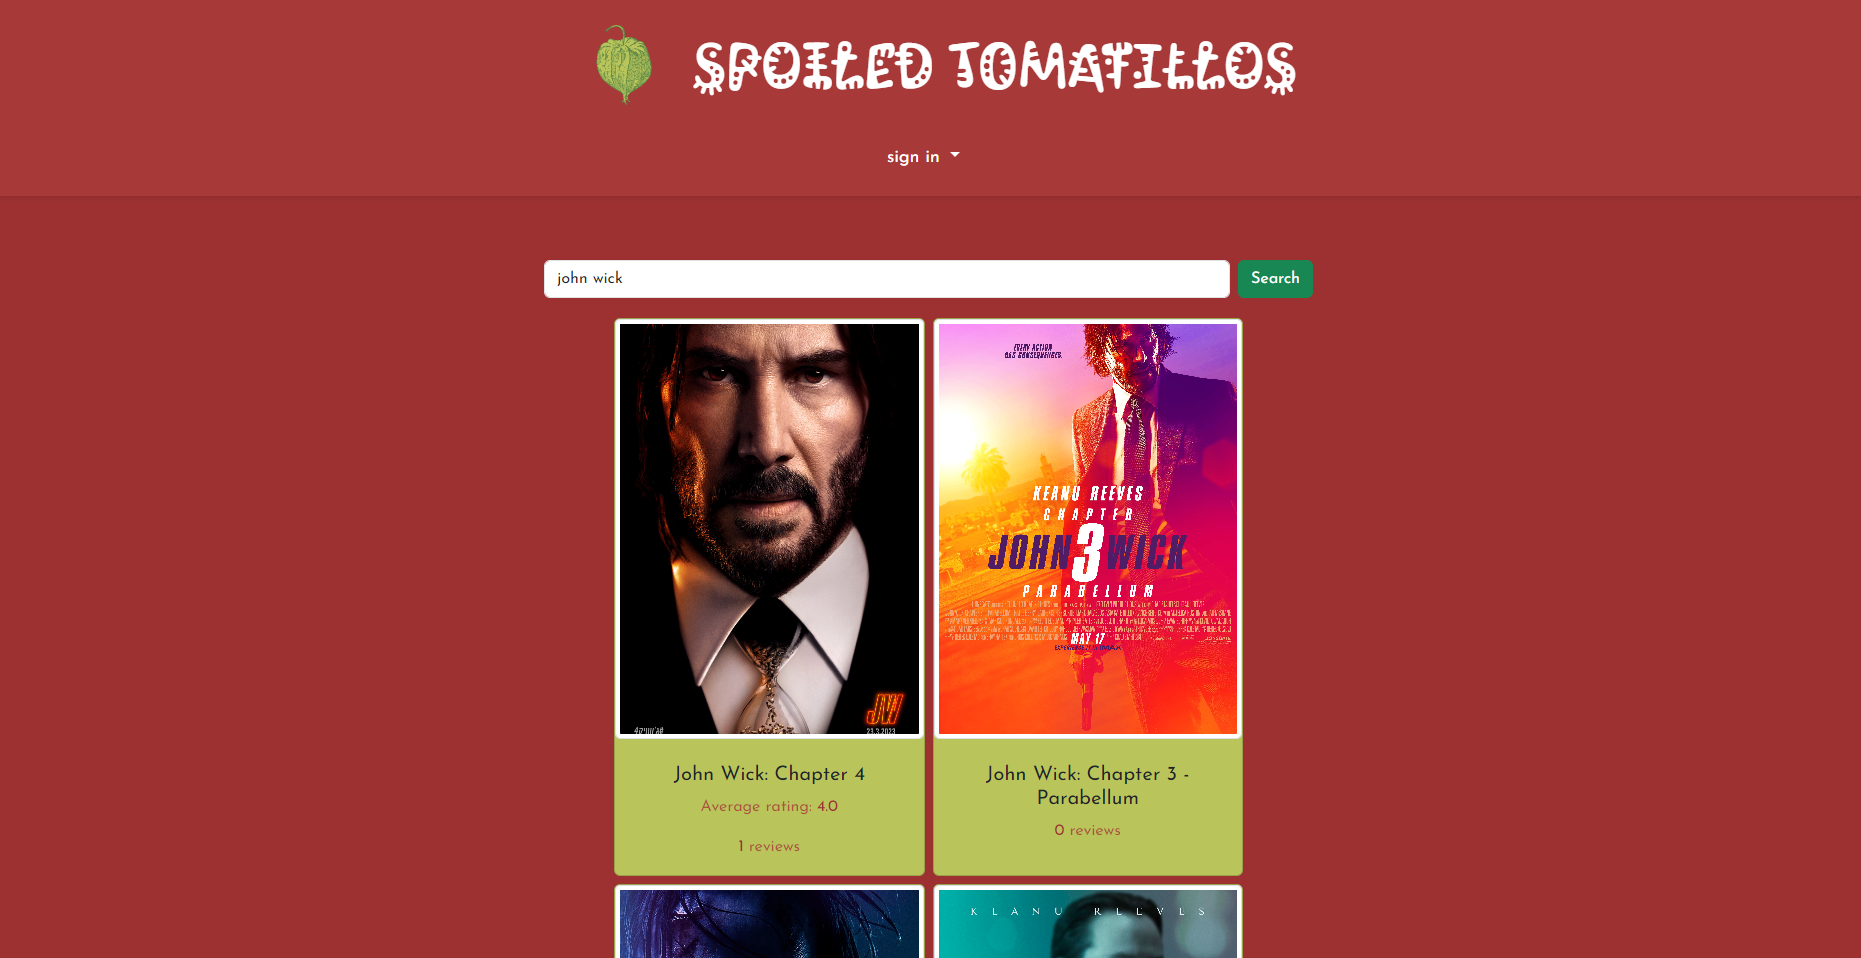 SPOILED TOMATILLOS
sign in
john wick
Search
23.3.2023
EVERY ACTION
HAS CONSEQUENCES.
KEANU REEVES
CHAPTER
JOHN 3 WICK
PARABELLUM
MAY 17
John Wick: Chapter 4
Average rating: 4.0
1 reviews
John Wick: Chapter 3 -
Parabellum
0 reviews
KEANU REEVES